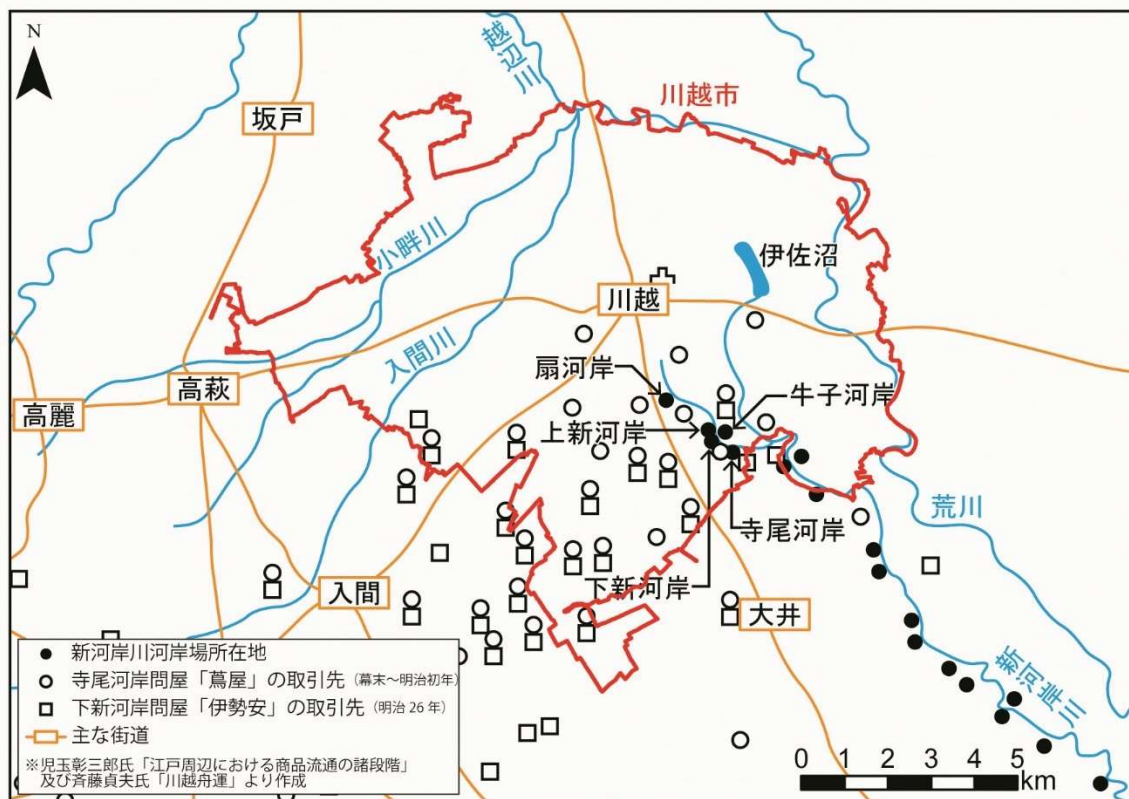 N
越辺川
川越市
坂戸
小畔川
伊佐沼
川越
入間川
扇河岸
牛子河岸
高萩
高麗
上新河岸
荒川
寺尾河岸
下新河岸
入間
大井
新河岸川
新河岸川河岸場所在地
寺尾河岸問屋「蔦屋」の取引先(幕末～明治初年)
下新河岸問屋「伊勢安」の取引先(明治26年)
主な街道
※児玉彰三郎氏「江戸周辺における商品流通の諸段階」
及び斉藤貞夫氏「川越舟運」より作成
0 1 2 3 4 5
km